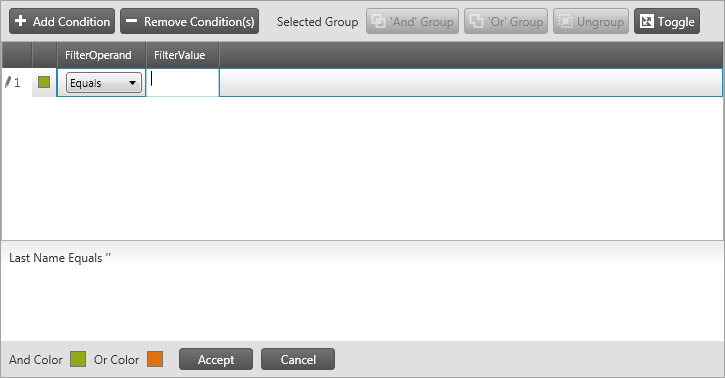 Add Condition Remove Condition(s) Selected Group 'And' Group 'Or' Group Ungroup Toggle
FilterOperand FilterValue
1 Equals
Last Name Equals ''
And Color Or Color Accept Cancel